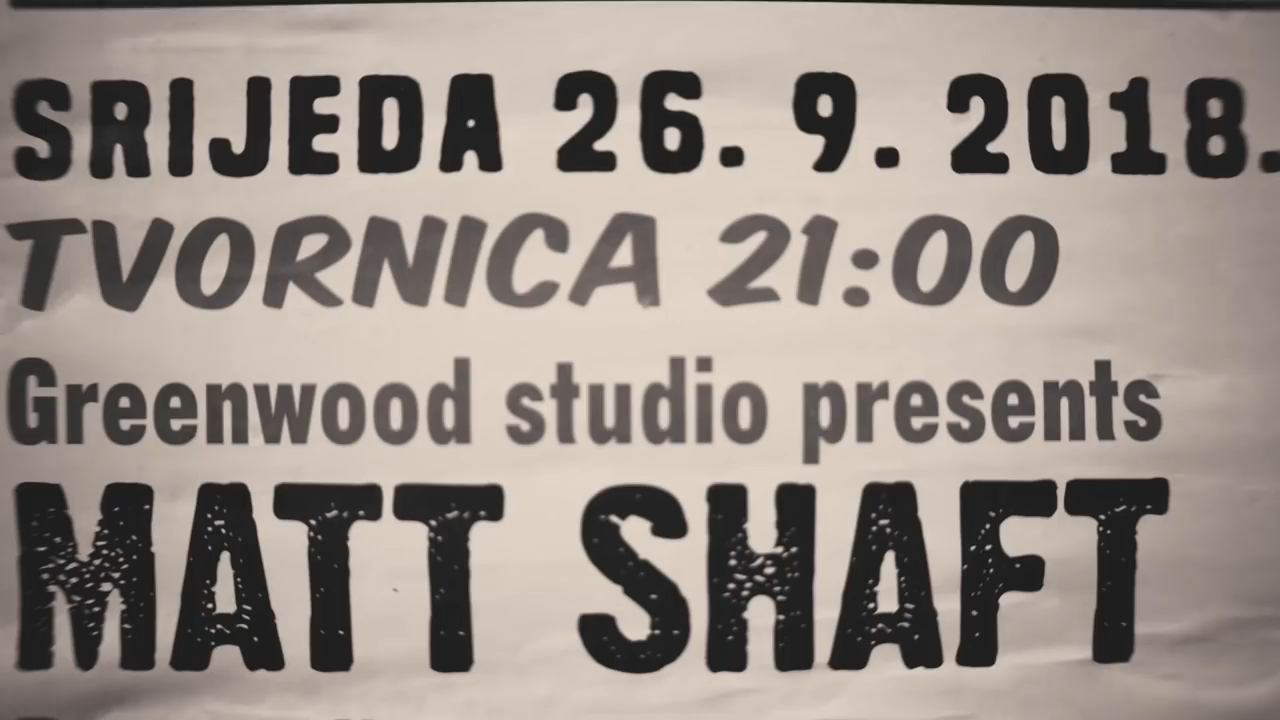 SRIJEDA 26. 9. 2018.
TVORNICA 21:00
Greenwood studio presents
MATT SHAFT